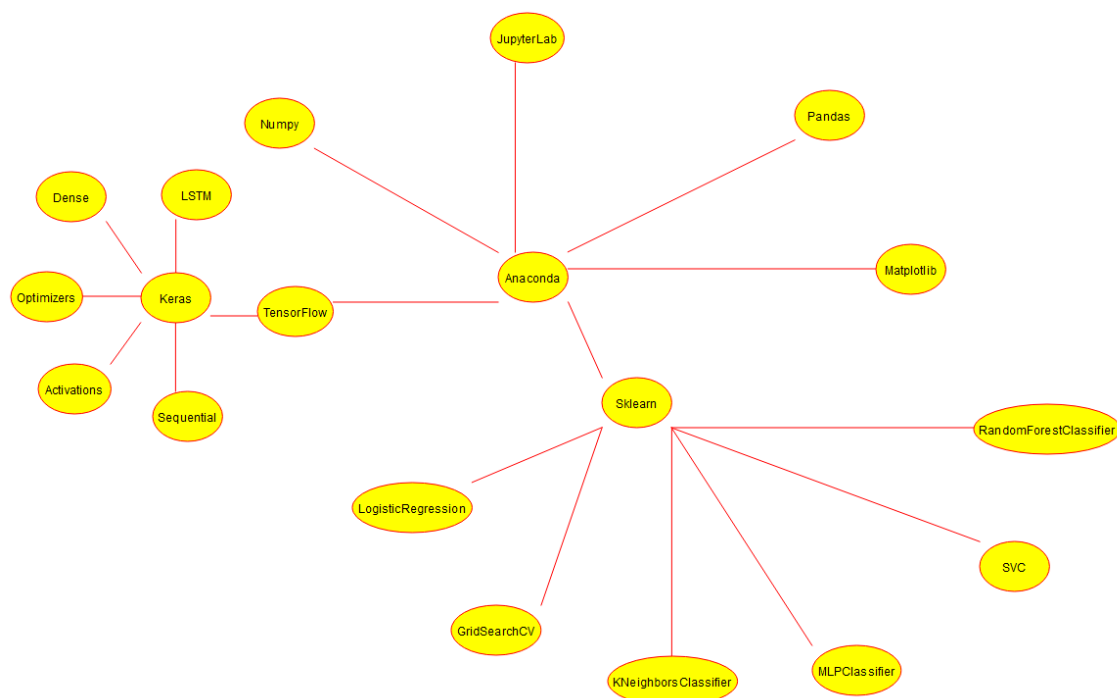 JupyterLab
Numpy
Pandas
Dense
LSTM
Anaconda
Matplotlib
Optimizers
Keras
TensorFlow
Activations
Sequential
Sklearn
RandomForestClassifier
LogisticRegression
SVC
GridSearchCV
MLPClassifier
KNeighborsClassifier